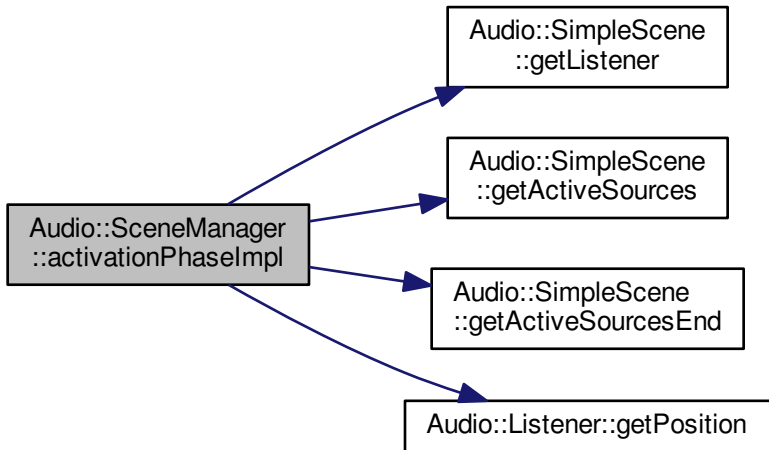 Audio::SceneManager
::activationPhaseImpl
Audio::SimpleScene
::getListener
Audio::SimpleScene
::getActiveSources
Audio::SimpleScene
::getActiveSourcesEnd
Audio::Listener::getPosition